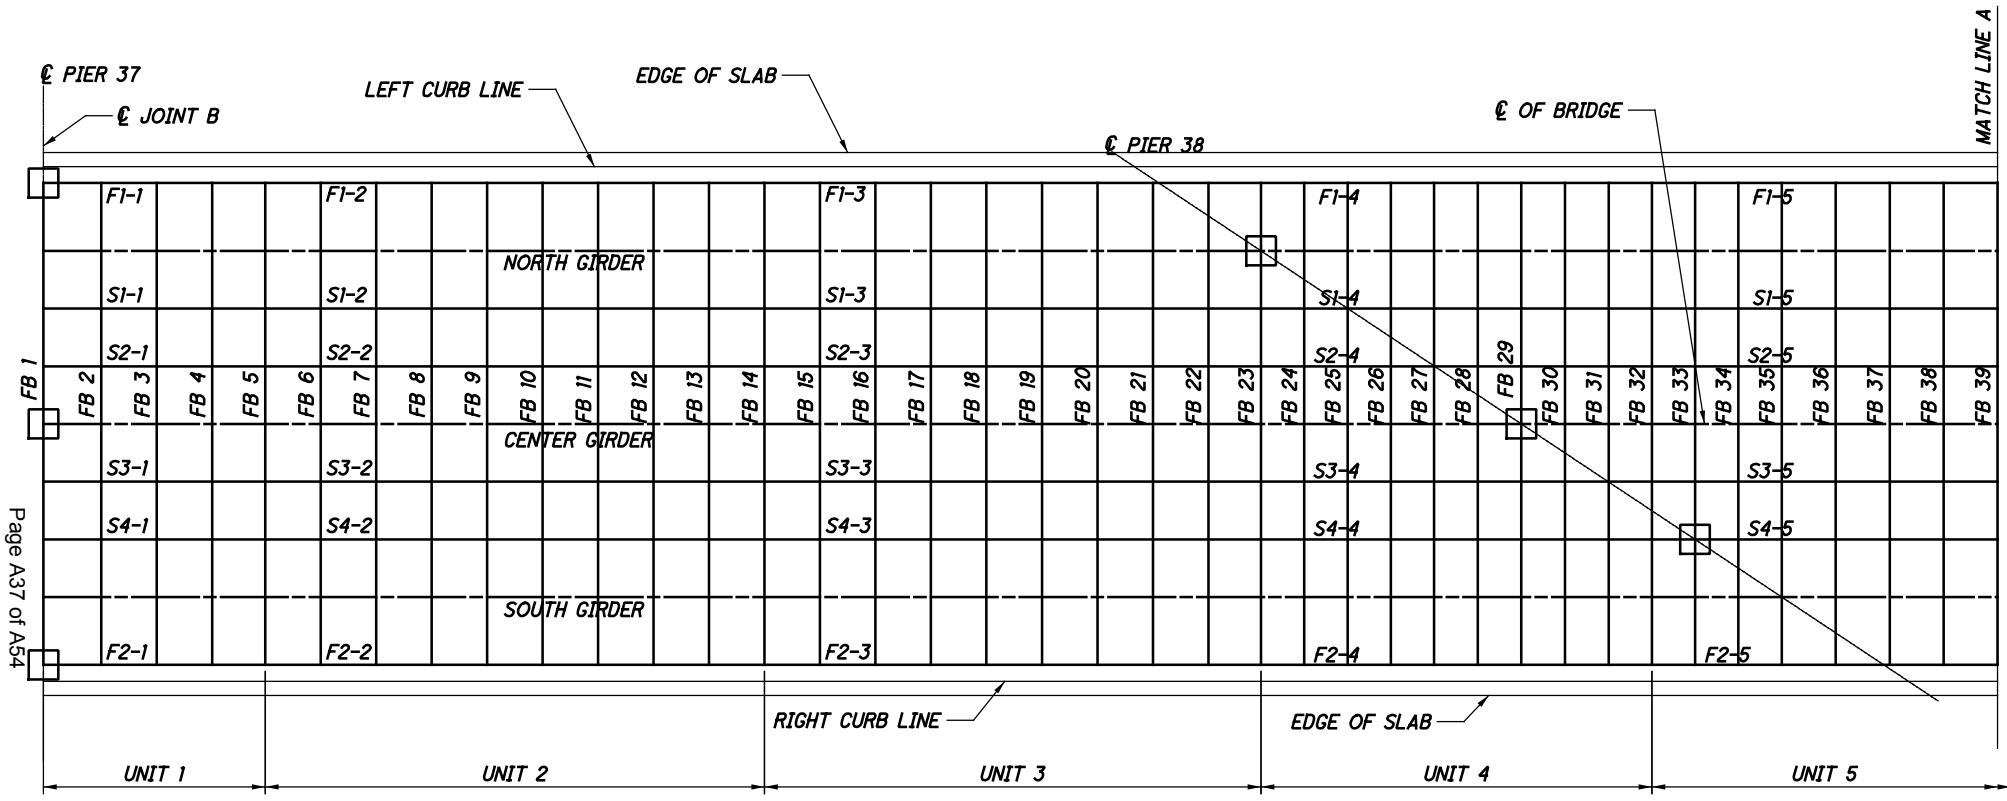 MATCH LINE A
℄ PIER 37
EDGE OF SLAB
LEFT CURB LINE
℄ JOINT B
℄ OF BRIDGE
℄ PIER 38
F1-1
F1-2
F1-3
F1-4
F1-5
NORTH GIRDER
S1-1
S1-2
S1-3
S1-4
S1-5
S2-1
S2-2
S2-3
S2-4
S2-5
FB 1
FB 2
FB 3
FB 4
FB 5
FB 6
FB 7
FB 8
FB 9
FB 10
FB 11
FB 12
FB 13
FB 14
FB 15
FB 16
FB 17
FB 18
FB 19
FB 20
FB 21
FB 22
FB 23
FB 24
FB 25
FB 26
FB 27
FB 28
FB 29
FB 30
FB 31
FB 32
FB 33
FB 34
FB 35
FB 36
FB 37
FB 38
FB 39
CENTER GIRDER
S3-1
S3-2
S3-3
S3-4
S3-5
S4-1
S4-2
S4-3
S4-4
S4-5
SOUTH GIRDER
F2-1
F2-2
F2-3
F2-4
F2-5
Page A37 of A54
RIGHT CURB LINE
EDGE OF SLAB
UNIT 1
UNIT 2
UNIT 3
UNIT 4
UNIT 5